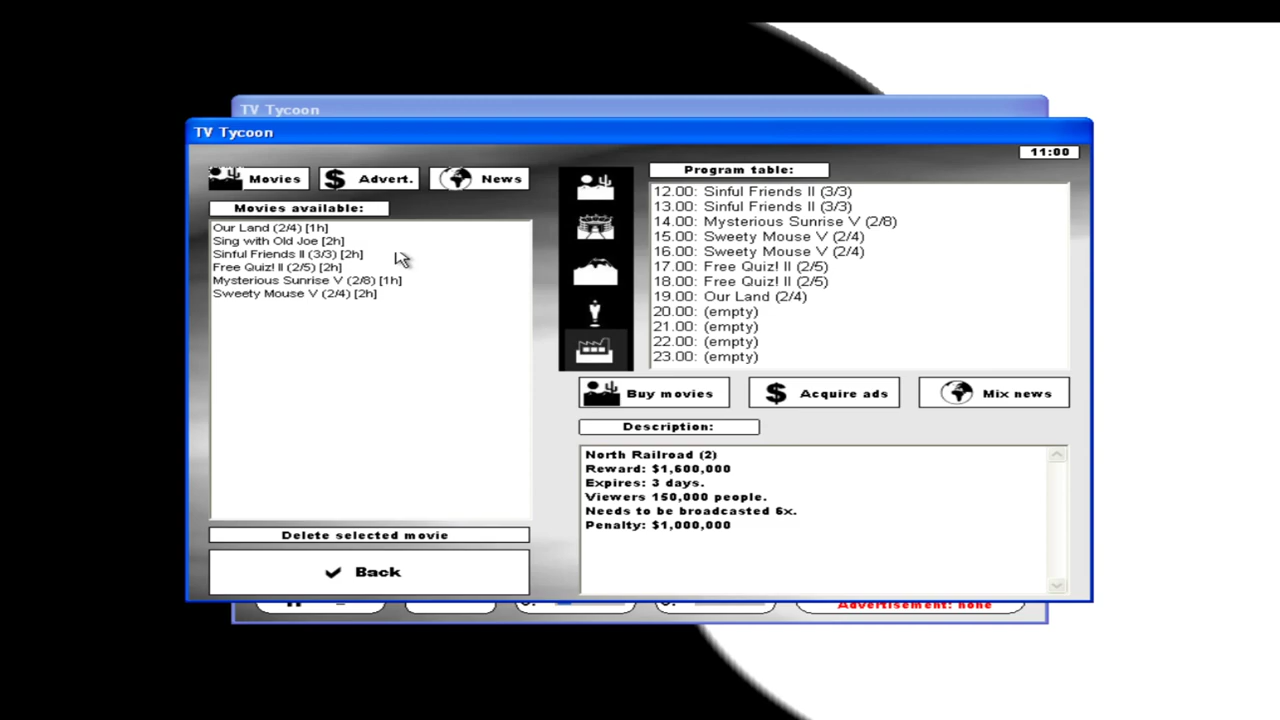 TV Tycoon
TV Tycoon
11:00
Movies
Advert.
News
Movies available:
Our Land (2/4) [1h]
Sing with Old Joe [2h]
Sinful Friends II (3/3) [2h]
Free Quiz! II (2/5) [2h]
Mysterious Sunrise V (2/8) [1h]
Sweety Mouse V (2/4) [2h]
Delete selected movie
Back
Program table:
12.00: Sinful Friends II (3/3)
13.00: Sinful Friends II (3/3)
14.00: Mysterious Sunrise V (2/8)
15.00: Sweety Mouse V (2/4)
16.00: Sweety Mouse V (2/4)
17.00: Free Quiz! II (2/5)
18.00: Free Quiz! II (2/5)
19.00: Our Land (2/4)
20.00: (empty)
21.00: (empty)
22.00: (empty)
23.00: (empty)
Buy movies
Acquire ads
Mix news
Description:
North Railroad (2)
Reward: $1,600,000
Expires: 3 days.
Viewers 150,000 people.
Needs to be broadcasted 6x.
Penalty: $1,000,000
Advertisement: none